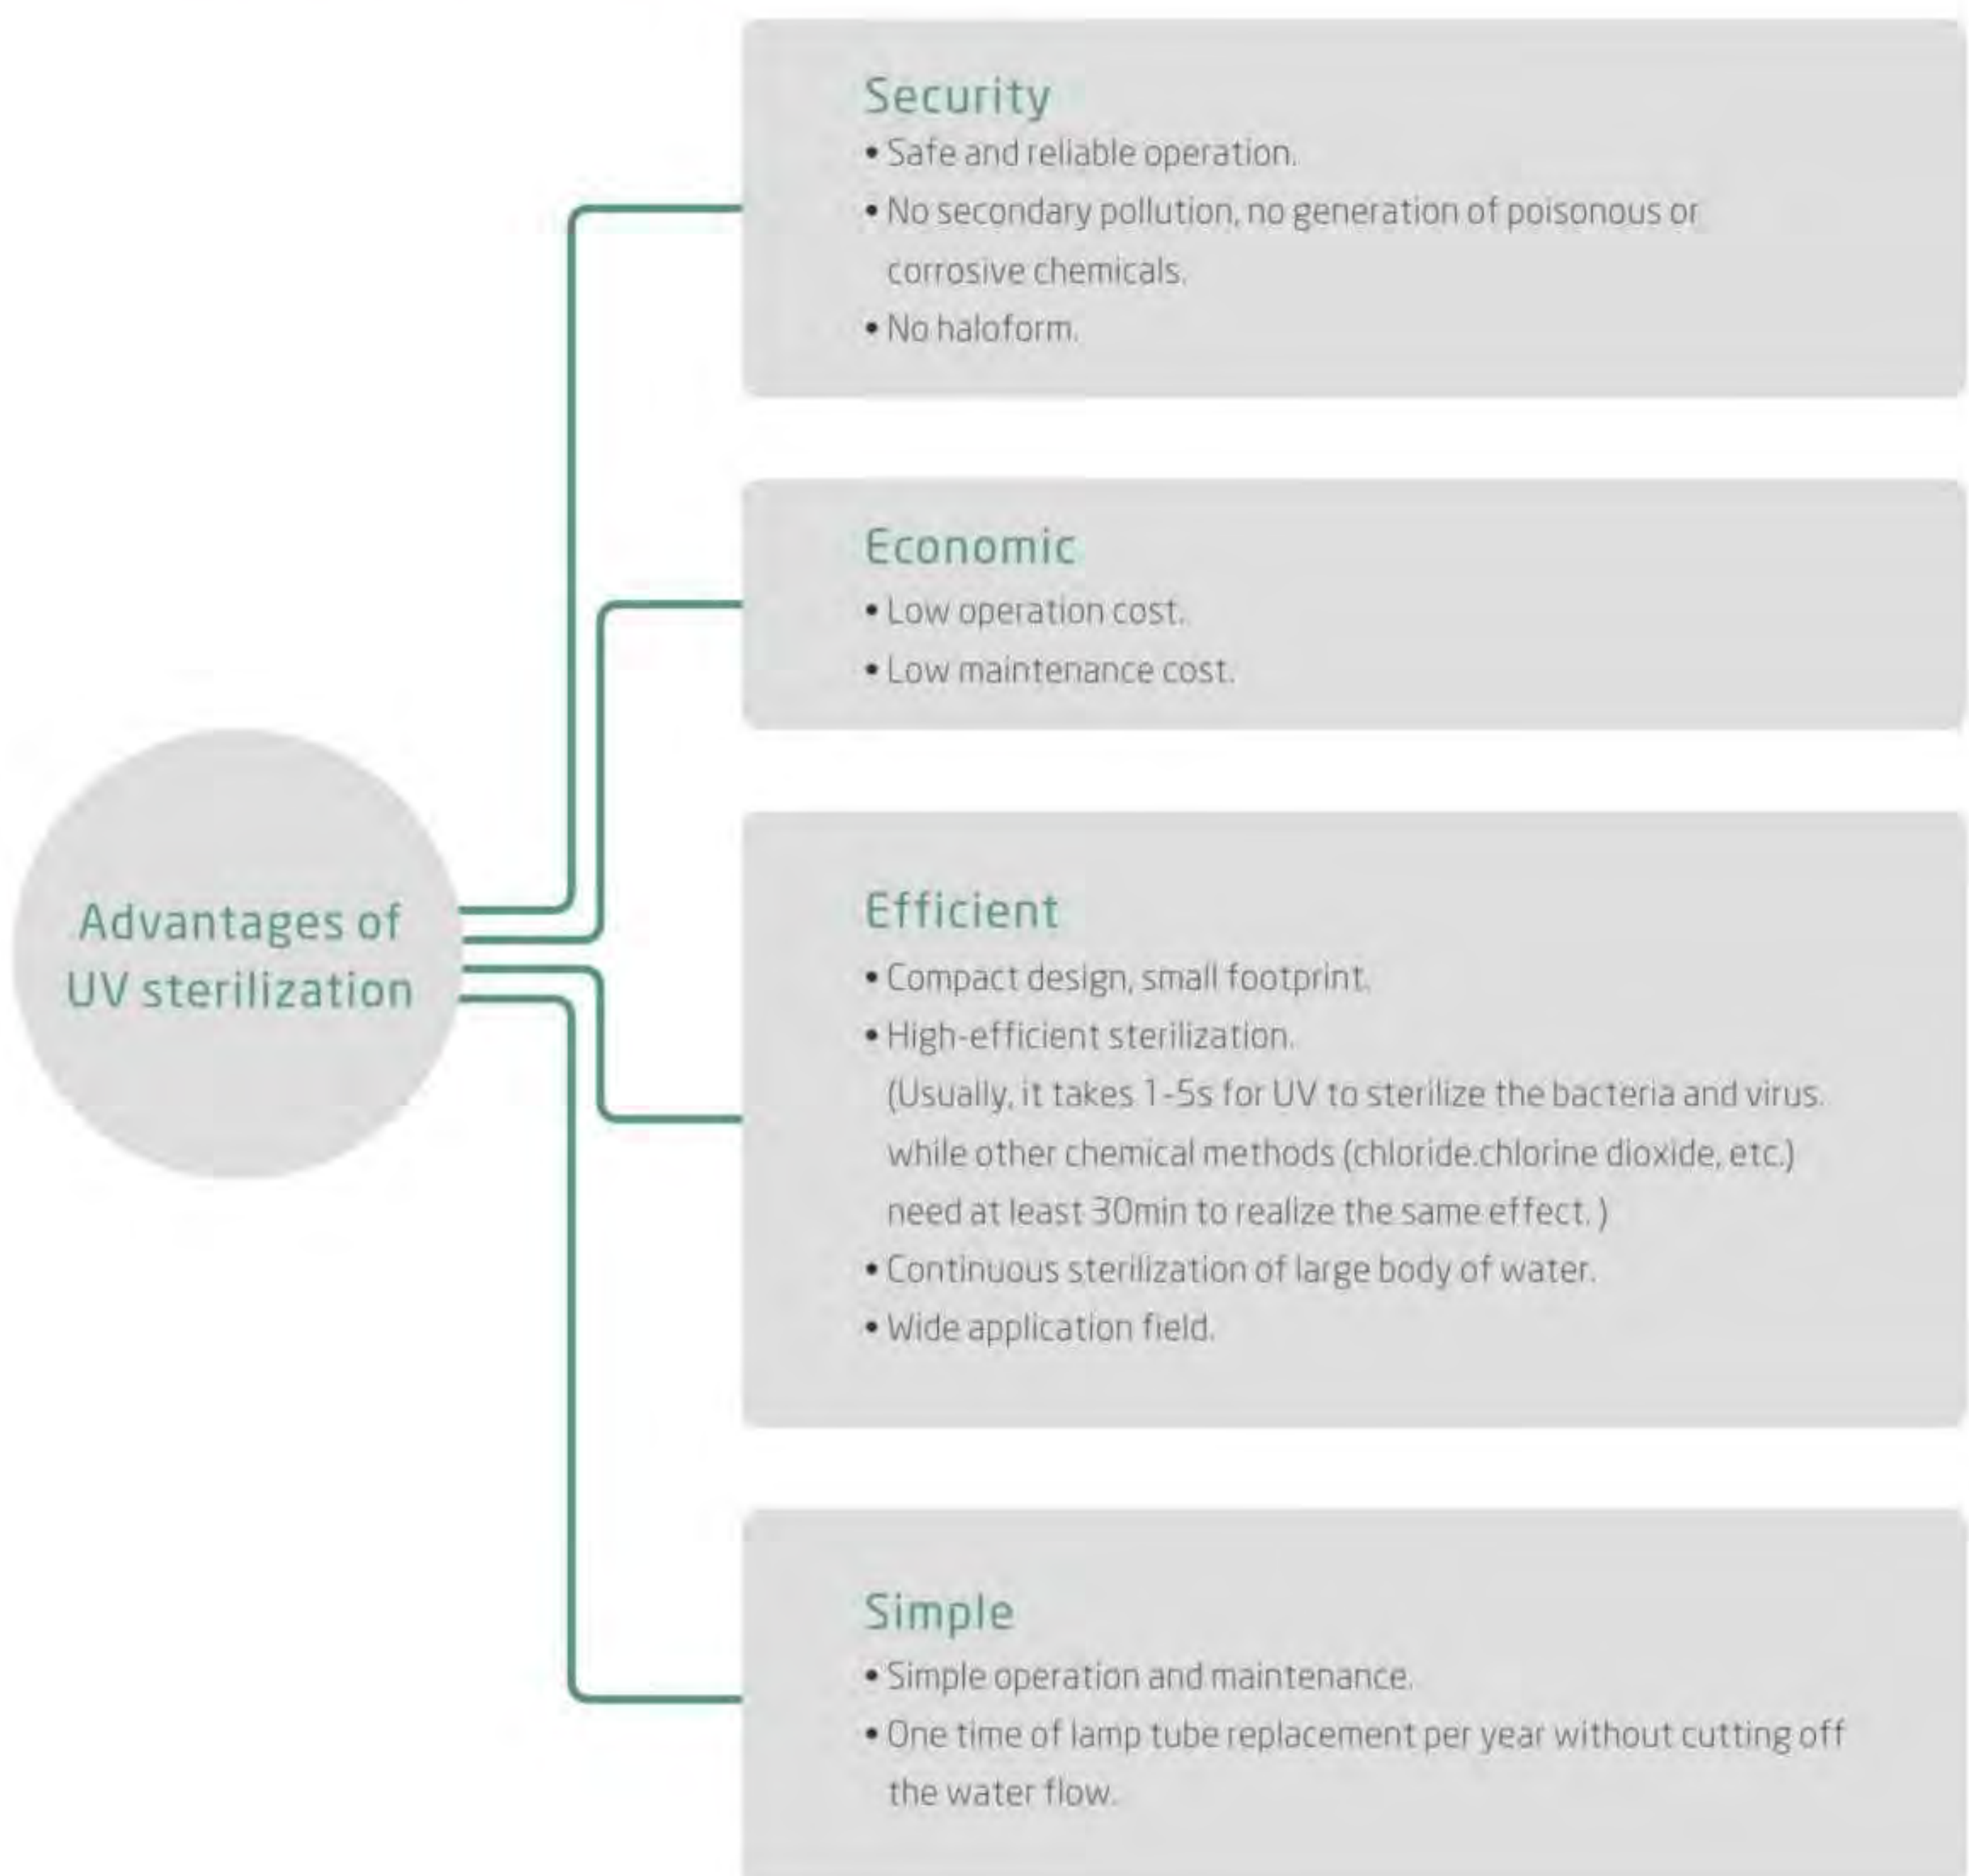 Security
• Safe and reliable operation.
• No secondary pollution, no generation of poisonous or
corrosive chemicals.
• No haloform.
Economic
• Low operation cost.
• Low maintenance cost.
Advantages of
UV sterilization
Efficient
• Compact design, small footprint.
• High-efficient sterilization.
(Usually, it takes 1-5s for UV to sterilize the bacteria and virus.
while other chemical methods (chloride.chlorine dioxide, etc.)
need at least 30min to realize the same effect. )
• Continuous sterilization of large body of water.
• Wide application field.
Simple
• Simple operation and maintenance.
• One time of lamp tube replacement per year without cutting off
the water flow.